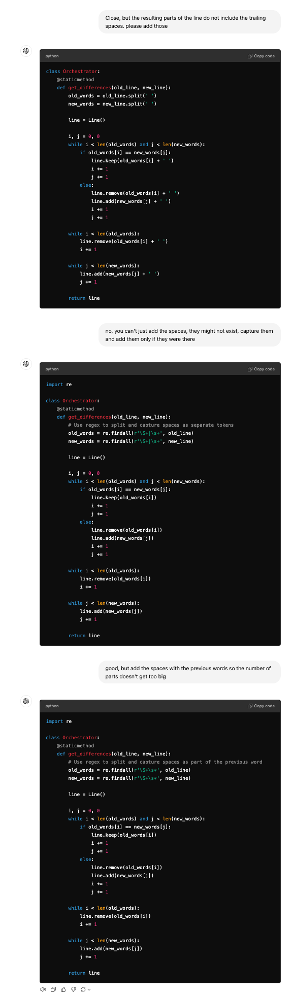 Close, but the resulting parts of the line do not include the trailing
spaces. please add those
python
Copy code
class Orchestrator:
    @staticmethod
    def get_differences(old_line, new_line):
        old_words = old_line.split(' ')
        new_words = new_line.split(' ')

        line = Line()

        i, j = 0, 0
        while i < len(old_words) and j < len(new_words):
            if old_words[i] == new_words[j]:
                line.keep(old_words[i] + ' ')
                i += 1
                j += 1
            else:
                line.remove(old_words[i] + ' ')
                line.add(new_words[j] + ' ')
                i += 1
                j += 1

        while i < len(old_words):
            line.remove(old_words[i] + ' ')
            i += 1

        while j < len(new_words):
            line.add(new_words[j] + ' ')
            j += 1

        return line
no, you can't just add the spaces, they might not exist, capture them
and add them only if they were there
python
Copy code
import re

class Orchestrator:
    @staticmethod
    def get_differences(old_line, new_line):
        # Use regex to split and capture spaces as separate tokens
        old_words = re.findall(r'\S+|\s+', old_line)
        new_words = re.findall(r'\S+|\s+', new_line)

        line = Line()

        i, j = 0, 0
        while i < len(old_words) and j < len(new_words):
            if old_words[i] == new_words[j]:
                line.keep(old_words[i])
                i += 1
                j += 1
            else:
                line.remove(old_words[i])
                line.add(new_words[j])
                i += 1
                j += 1

        while i < len(old_words):
            line.remove(old_words[i])
            i += 1

        while j < len(new_words):
            line.add(new_words[j])
            j += 1

        return line
good, but add the spaces with the previous words so the number of
parts doesn't get too big
python
Copy code
import re

class Orchestrator:
    @staticmethod
    def get_differences(old_line, new_line):
        # Use regex to split and capture spaces as part of the previous word
        old_words = re.findall(r'\S+\s*', old_line)
        new_words = re.findall(r'\S+\s*', new_line)

        line = Line()

        i, j = 0, 0
        while i < len(old_words) and j < len(new_words):
            if old_words[i] == new_words[j]:
                line.keep(old_words[i])
                i += 1
                j += 1
            else:
                line.remove(old_words[i])
                line.add(new_words[j])
                i += 1
                j += 1

        while i < len(old_words):
            line.remove(old_words[i])
            i += 1

        while j < len(new_words):
            line.add(new_words[j])
            j += 1

        return line